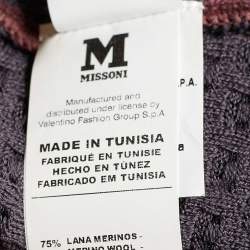 M
MISSONI
Manufactured and
distributed under license by
Valentino Fashion Group S.p.A.
MADE IN TUNISIA
FABRIQUÉ EN TUNISIE
HECHO EN TÚNEZ
FABRICADO EM TUNISIA
75% LANA MERINOS -
MERINO WOOL -
P.A.
8